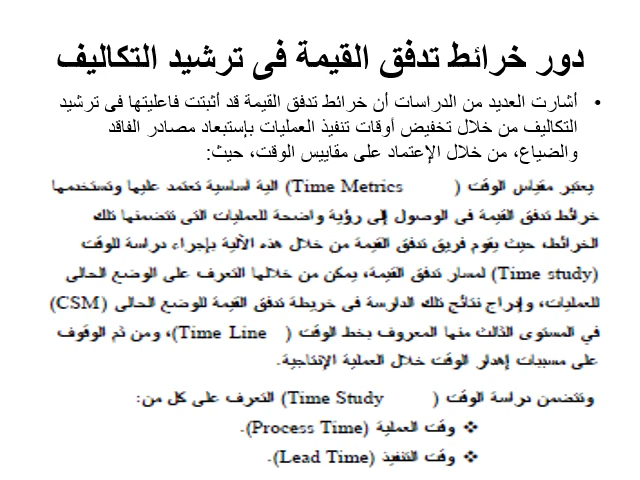 دور خرائط تدفق القيمة فى ترشيد التكاليف
• أشارت العديد من الدراسات أن خرائط تدفق القيمة قد أثبتت فاعليتها فى ترشيد
التكاليف من خلال تخفيض أوقات تنفيذ العمليات بإستبعاد مصادر الفاقد
والضياع، من خلال الإعتماد على مقاييس الوقت، حيث:
يعتبر مقياس الوقت (Time Metrics) الية اساسية تعتمد عليها وتستخدمها
خرائط تدفق القيمة فى الوصول إلى رؤية واضحة للعمليات التى تتضمنها تلك
الخرائط، حيث يقوم فريق تدفق القيمة من خلال هذه الآلية بإجراء دراسة للوقت
(Time study) لمسار تدفق القيمة، يمكن من خلالها التعرف على الوضع الحالى
للعمليات، وإدراج نتائج تلك الدارسة فى خريطة تدفق القيمة للوضع الحالى (CSM)
في المستوى الثالث منها المعروف بخط الوقت (Time Line)، ومن ثم الوقوف
على مسببات إهدار الوقت خلال العملية الإنتاجية.
وتتضمن دراسة الوقت (Time Study) التعرف على كل من:
❖ وقت العملية (Process Time).
❖ وقت التنفيذ (Lead Time).